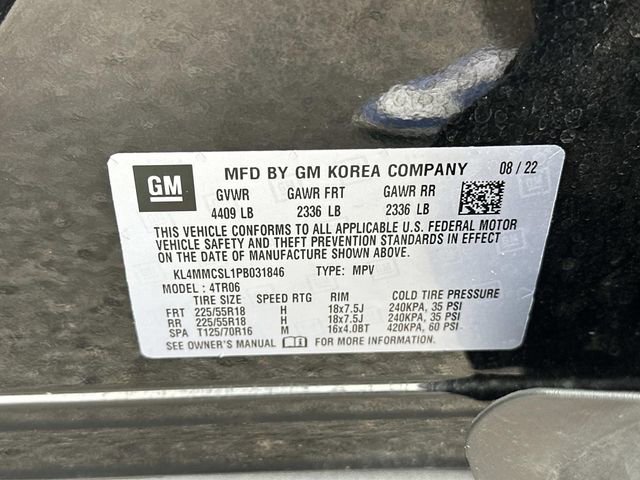 GM MFD BY GM KOREA COMPANY 08 / 22
GVWR GAWR FRT GAWR RR
4409 LB 2336 LB 2336 LB
THIS VEHICLE CONFORMS TO ALL APPLICABLE U.S. FEDERAL MOTOR
VEHICLE SAFETY AND THEFT PREVENTION STANDARDS IN EFFECT
ON THE DATE OF MANUFACTURE SHOWN ABOVE.
KL4MMCSL1PB031846 TYPE: MPV
MODEL : 4TR06
TIRE SIZE SPEED RTG RIM COLD TIRE PRESSURE
FRT 225/55R18 H 18x7.5J 240KPA, 35 PSI
RR 225/55R18 H 18x7.5J 240KPA, 35 PSI
SPA T125/70R16 M 16x4.0BT 420KPA, 60 PSI
SEE OWNER'S MANUAL i FOR MORE INFORMATION.